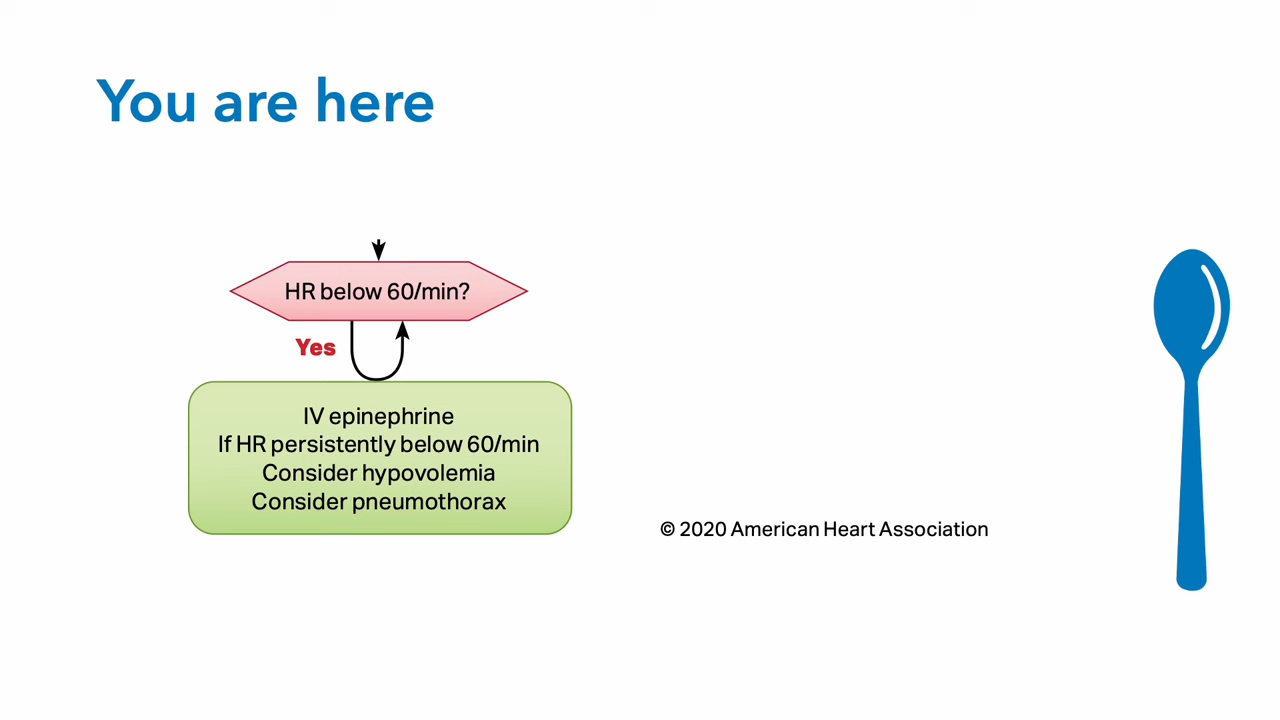 You are here
HR below 60/min?
Yes
IV epinephrine
If HR persistently below 60/min
Consider hypovolemia
Consider pneumothorax
© 2020 American Heart Association